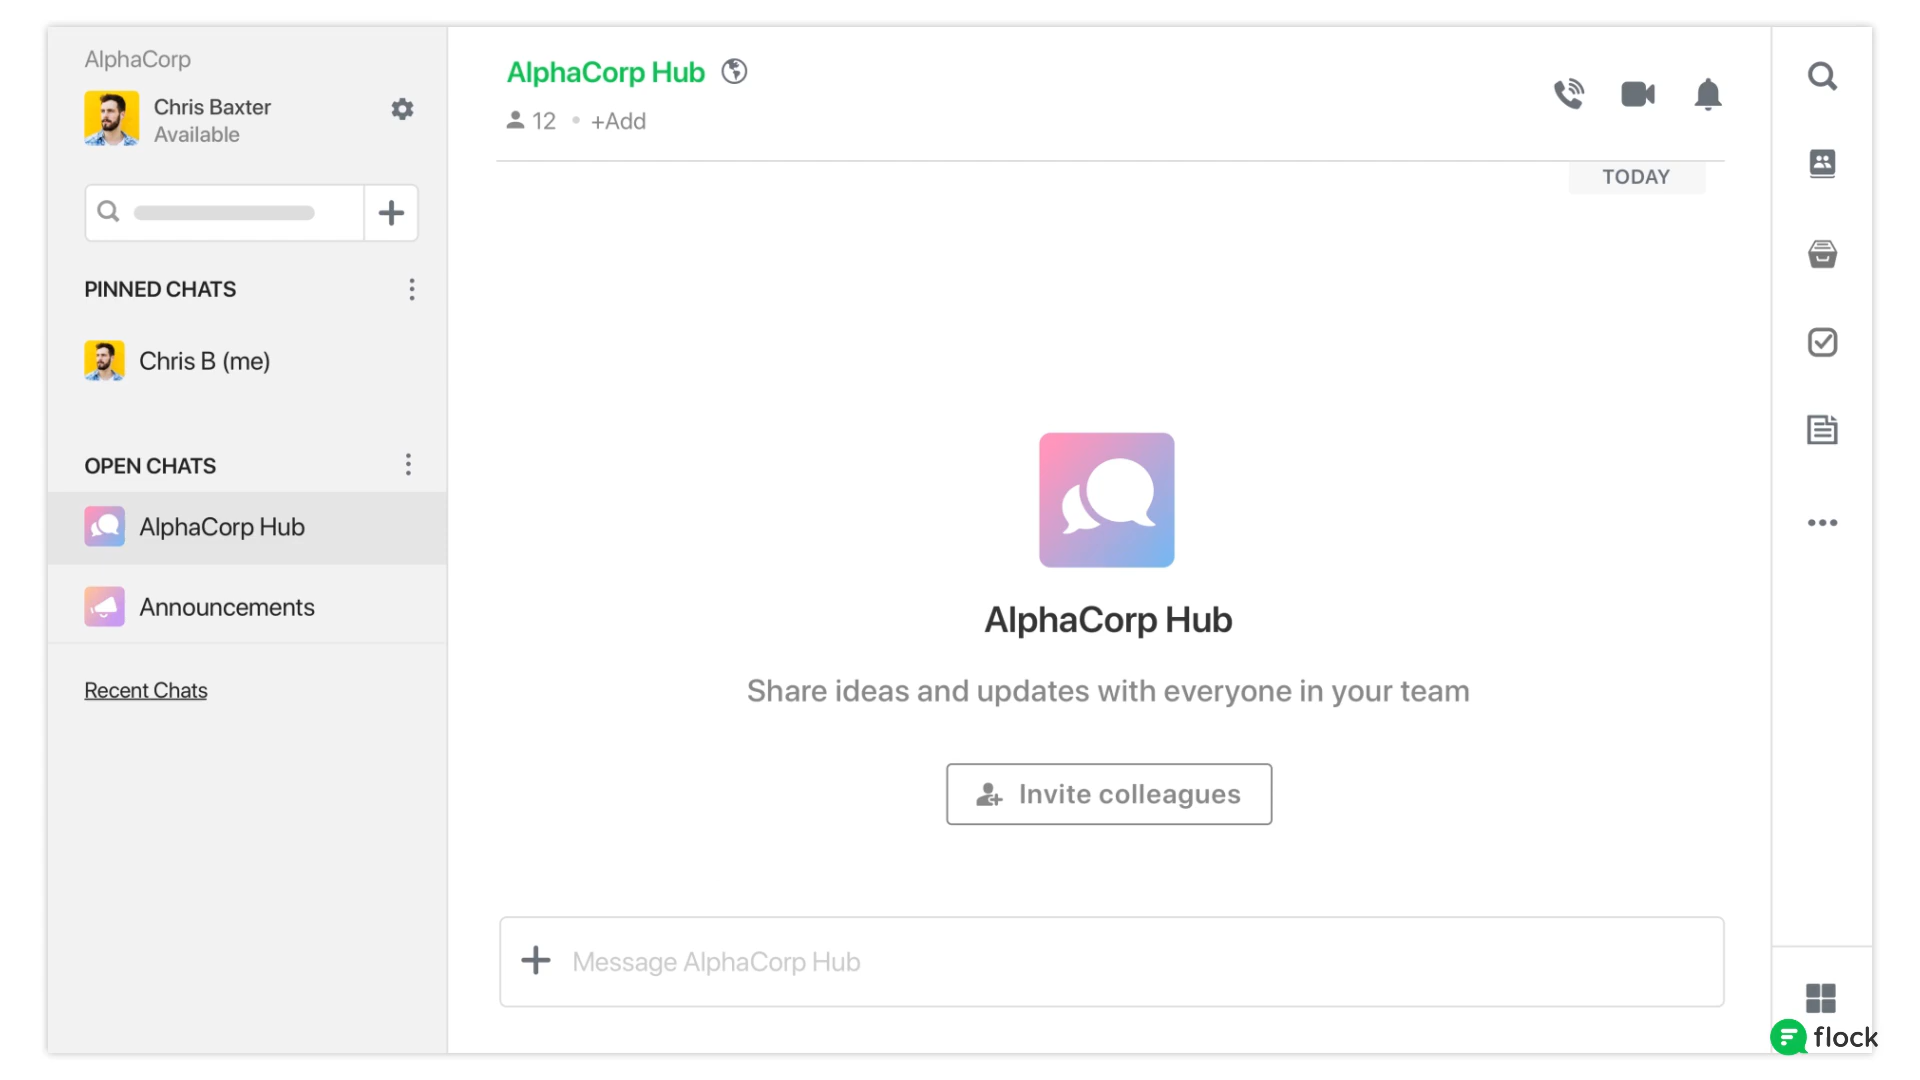 AlphaCorp
Chris Baxter
Available
PINNED CHATS
Chris B (me)
OPEN CHATS
AlphaCorp Hub
Announcements
Recent Chats
AlphaCorp Hub
12 • +Add
TODAY
AlphaCorp Hub
Share ideas and updates with everyone in your team
Invite colleagues
Message AlphaCorp Hub
flock